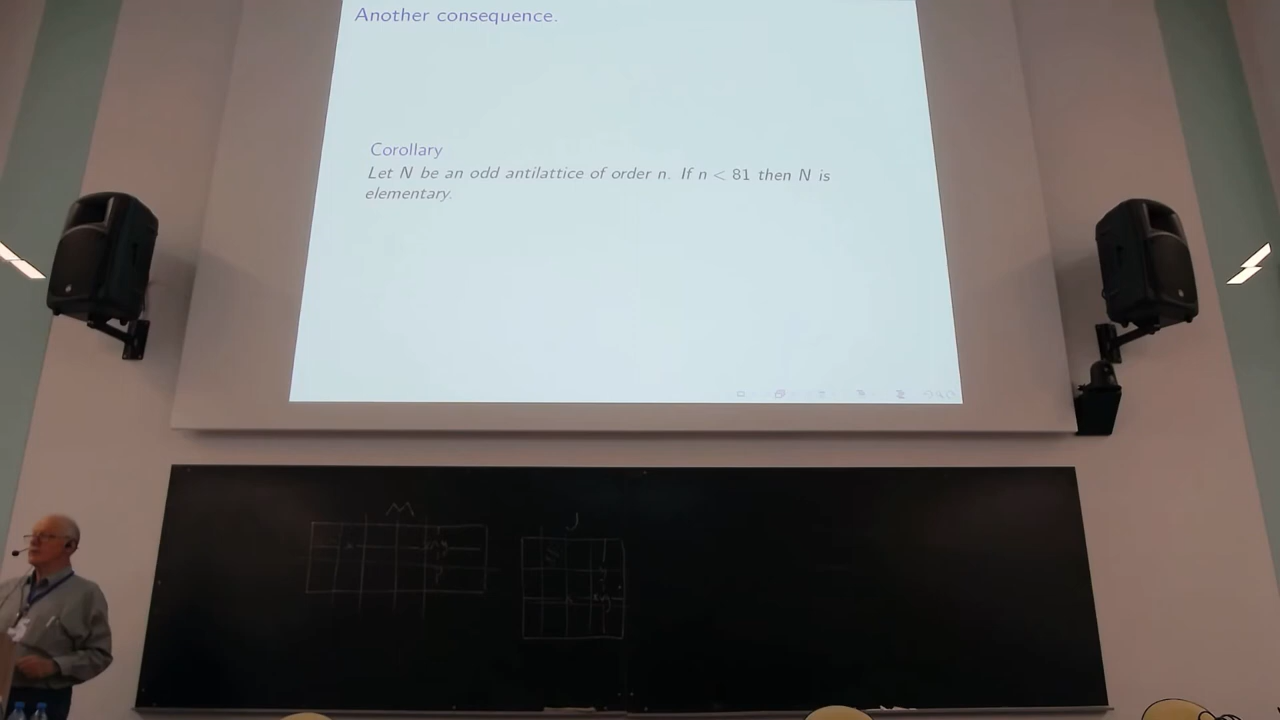 Another consequence.
Corollary
Let N be an odd antilattice of order n. If n < 81 then N is
elementary.
M
J